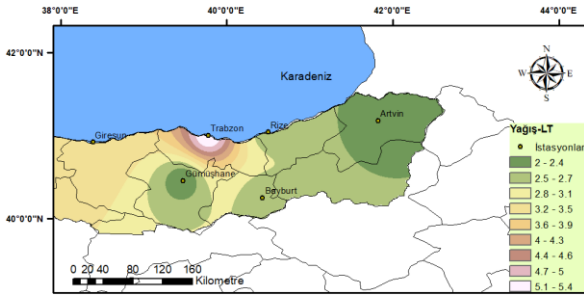 38°0'0"E 40°0'0"E 42°0'0"E 44°0'0"E
42°0'0"N
40°0'0"N
Karadeniz
N
W E
S
Giresun
Trabzon
Rize
Artvin
Gümüşhane
Bayburt
Yağış-LT
İstasyonlar
2 - 2.4
2.5 - 2.7
2.8 - 3.1
3.2 - 3.5
3.6 - 3.9
4 - 4.3
4.4 - 4.6
4.7 - 5
5.1 - 5.4
0 20 40 80 120 160
Kilometre